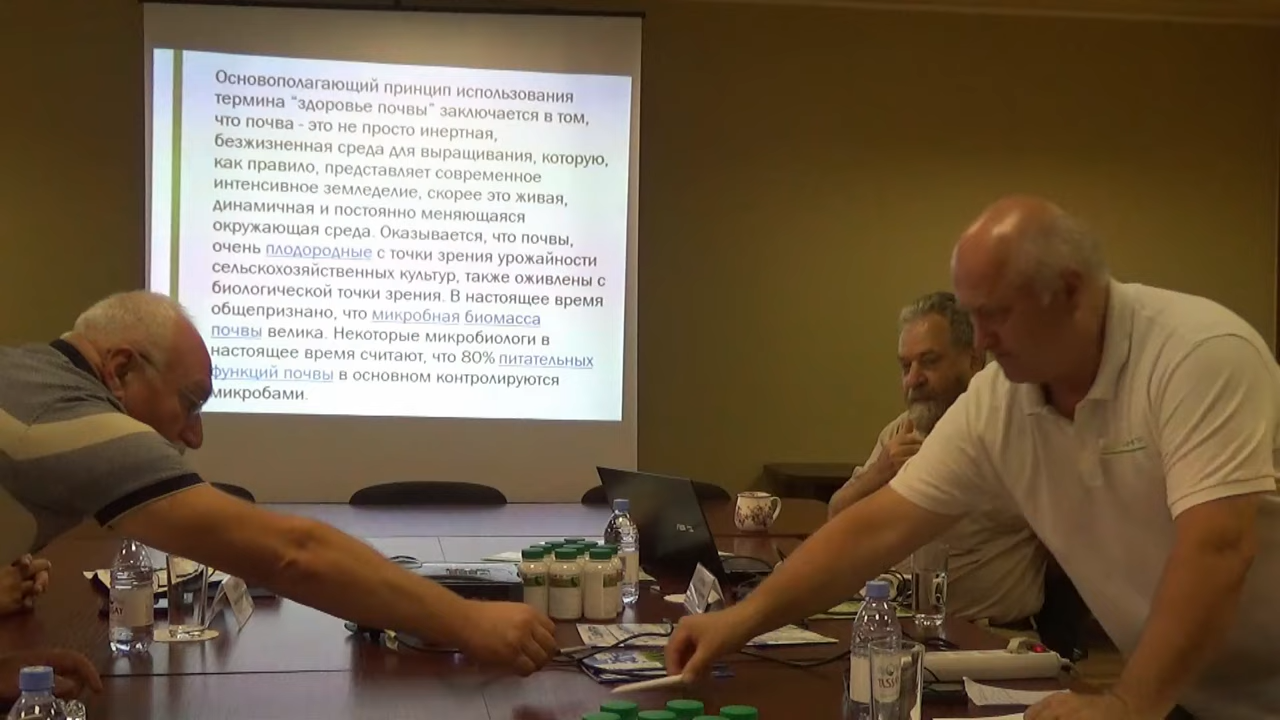 Основополагающий принцип использования
термина "здоровье почвы" заключается в том,
что почва - это не просто инертная,
безжизненная среда для выращивания, которую,
как правило, представляет современное
интенсивное земледелие, скорее это живая,
динамичная и постоянно меняющаяся
окружающая среда. Оказывается, что почвы,
очень плодородные с точки зрения урожайности
сельскохозяйственных культур, также оживлены с
биологической точки зрения. В настоящее время
общепризнано, что микробная биомасса
почвы велика. Некоторые микробиологи в
настоящее время считают, что 80% питательных
функций почвы в основном контролируются
микробами.